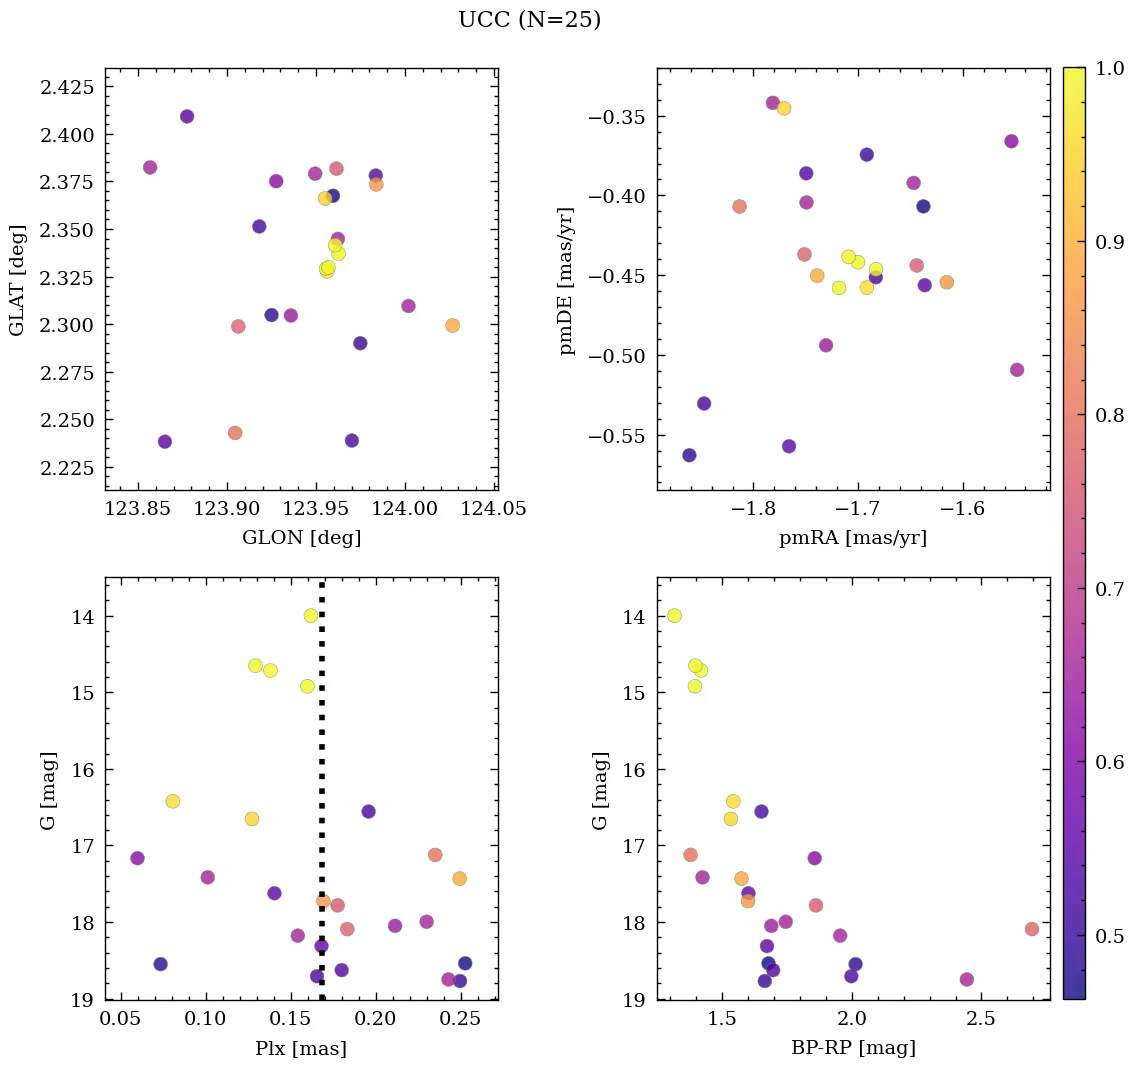 UCC (N=25)
2.425
2.400
2.375
2.350
2.325
2.300
2.275
2.250
2.225
GLAT [deg]
123.85 123.90 123.95 124.00 124.05
GLON [deg]
−0.35
−0.40
−0.45
−0.50
−0.55
pmDE [mas/yr]
−1.8 −1.7 −1.6
pmRA [mas/yr]
14
15
16
17
18
19
G [mag]
0.05 0.10 0.15 0.20 0.25
Plx [mas]
14
15
16
17
18
19
G [mag]
1.5 2.0 2.5
BP-RP [mag]
1.0
0.9
0.8
0.7
0.6
0.5